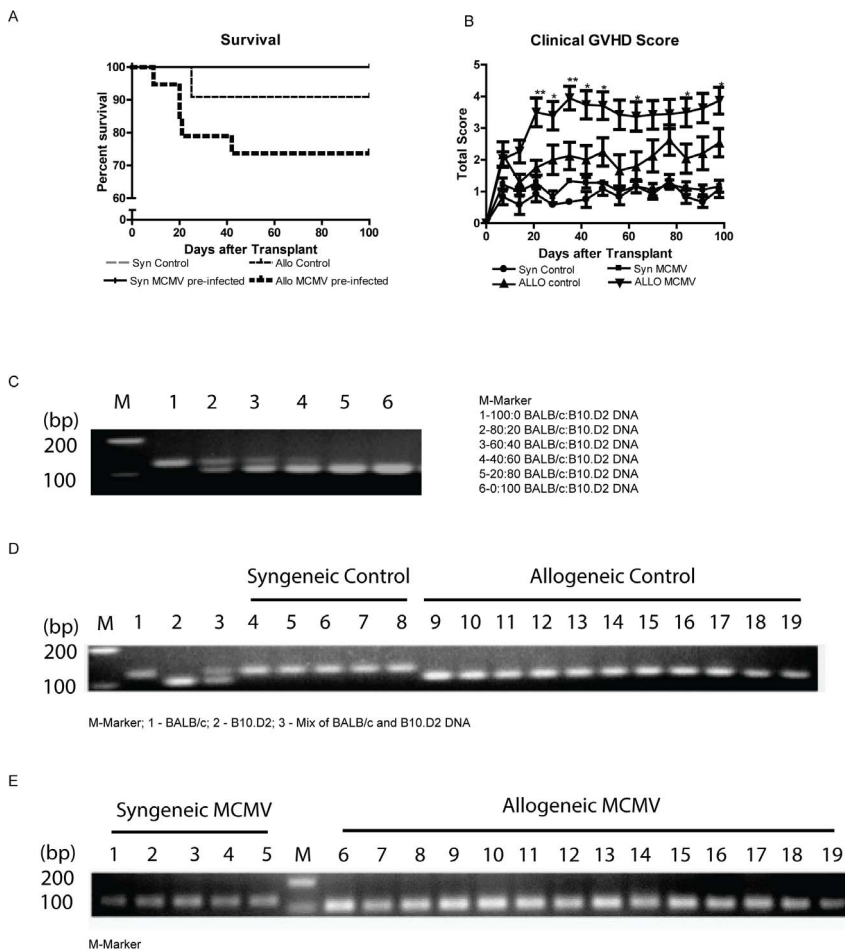 A
Survival
Percent survival
100
90
80
70
60
0
0 20 40 60 80 100
Days after Transplant
Syn Control Allo Control
Syn MCMV pre-infected Allo MCMV pre-infected
B
Clinical GVHD Score
Total Score
5
4
3
2
1
0
** * ** * * * * *
0 20 40 60 80 100
Days after Transplant
Syn Control Syn MCMV
ALLO control ALLO MCMV
C
M 1 2 3 4 5 6
(bp)
200
100
M-Marker
1-100:0 BALB/c:B10.D2 DNA
2-80:20 BALB/c:B10.D2 DNA
3-60:40 BALB/c:B10.D2 DNA
4-40:60 BALB/c:B10.D2 DNA
5-20:80 BALB/c:B10.D2 DNA
6-0:100 BALB/c:B10.D2 DNA
D
Syngeneic Control Allogeneic Control
M 1 2 3 4 5 6 7 8 9 10 11 12 13 14 15 16 17 18 19
(bp)
200
100
M-Marker; 1 - BALB/c; 2 - B10.D2; 3 - Mix of BALB/c and B10.D2 DNA
E
Syngeneic MCMV Allogeneic MCMV
(bp) 1 2 3 4 5 M 6 7 8 9 10 11 12 13 14 15 16 17 18 19
200
100
M-Marker